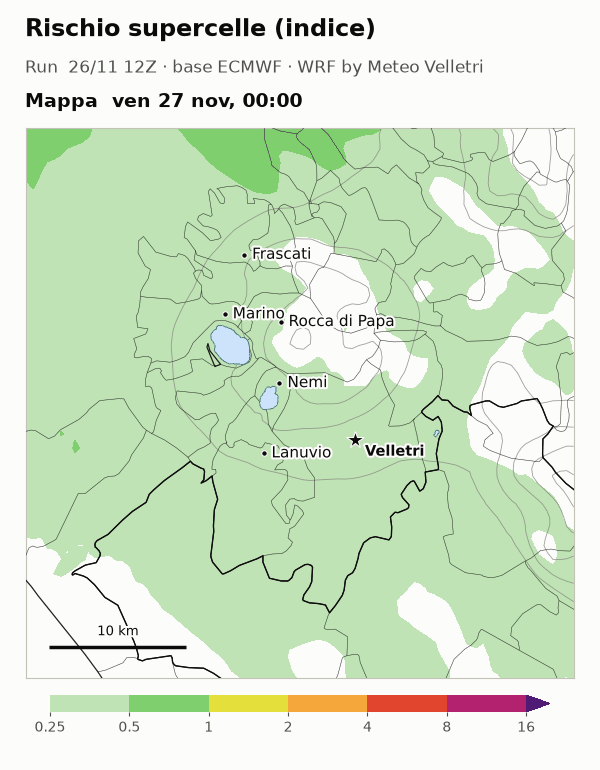 Rischio supercelle (indice)
Run 26/11 12Z · base ECMWF · WRF by Meteo Velletri
Mappa ven 27 nov, 00:00
Frascati
Marino
Rocca di Papa
Nemi
Velletri
Lanuvio
10 km
0.25 0.5 1 2 4 8 16